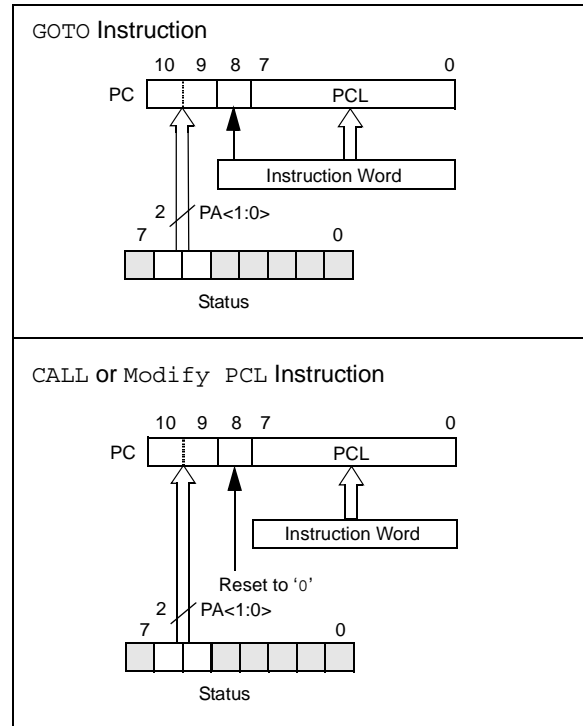 GOTO Instruction
10 9 8 7 0
PC PCL
Instruction Word
2 PA<1:0>
7 0
Status
CALL or Modify PCL Instruction
10 9 8 7 0
PC PCL
Instruction Word
Reset to ‘0’
2 PA<1:0>
7 0
Status